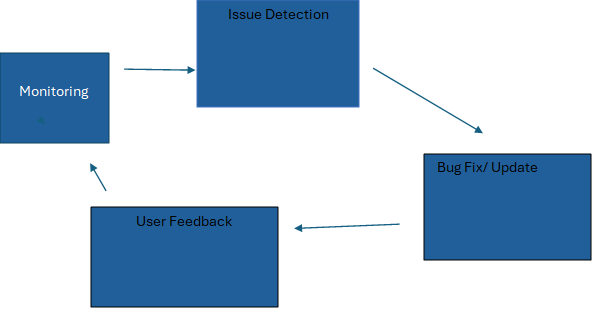 Issue Detection
Monitoring
Bug Fix/ Update
User Feedback